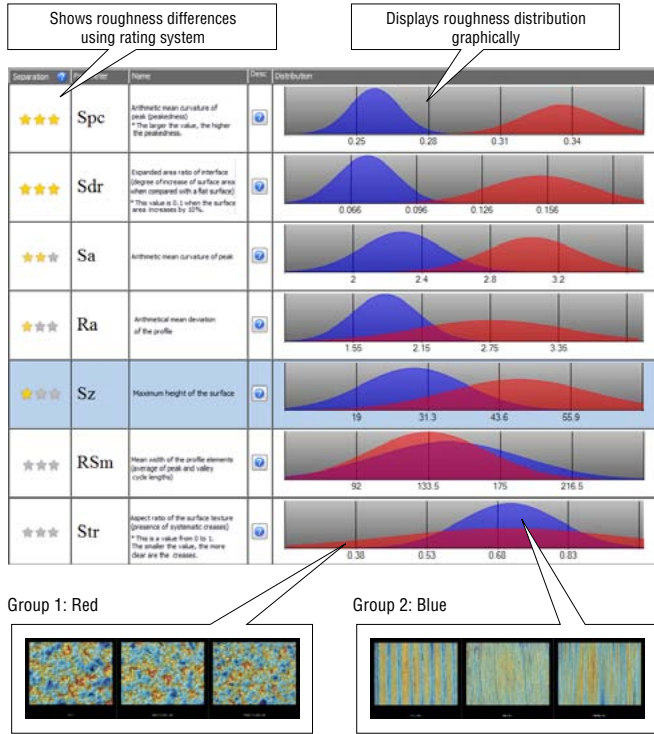 Shows roughness differences
using rating system
Displays roughness distribution
graphically
Separation ? Parameter Name Desc Distribution
Spc
Arithmetic mean curvature of
peak (peakedness)
* The larger the value, the higher
the peakedness.
?
0.25 0.28 0.31 0.34
Sdr
Expanded area ratio of interface
(degree of increase of surface area
when compared with a flat surface)
* This value is 0.1 when the surface
area increases by 10%.
?
0.066 0.096 0.126 0.156
Sa
Arithmetic mean curvature of peak
?
2 2.4 2.8 3.2
Ra
Arithmetical mean deviation
of the profile
?
1.55 2.15 2.75 3.35
Sz
Maximum height of the surface
?
19 31.3 43.6 55.9
RSm
Mean width of the profile elements
(average of peak and valley
cycle lengths)
?
92 133.5 175 216.5
Str
Aspect ratio of the surface texture
(presence of systematic creases)
* This is a value from 0 to 1.
The smaller the value, the more
clear are the creases.
?
0.38 0.53 0.68 0.83
Group 1: Red
Group 2: Blue